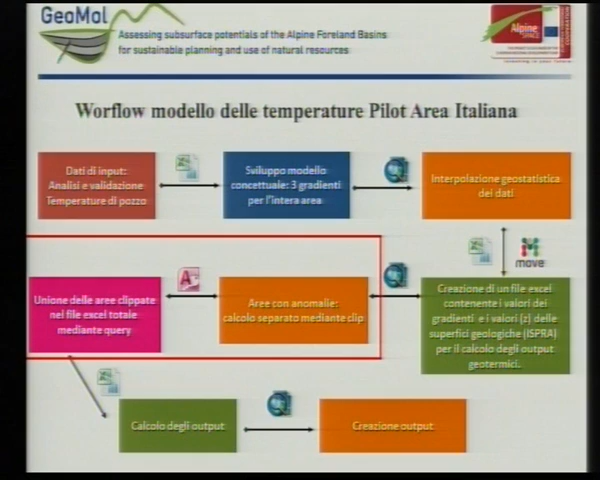 GeoMol
Assessing subsurface potentials of the Alpine Foreland Basins
for sustainable planning and use of natural resources
Alpine
Space
Worflow modello delle temperature Pilot Area Italiana
Dati di input:
Analisi e validazione
Temperature di pozzo
Sviluppo modello
concettuale: 3 gradienti
per l'intera area
Interpolazione geostatistica
dei dati
move
Unione delle aree clippate
nel file excel totale
mediante query
Aree con anomalie:
calcolo separato mediante clip
Creazione di un file excel
contenente i valori dei
gradienti e i valori (z) delle
superfici geologiche (ISPRA)
per il calcolo degli output
geotermici.
Calcolo degli output
Creazione output